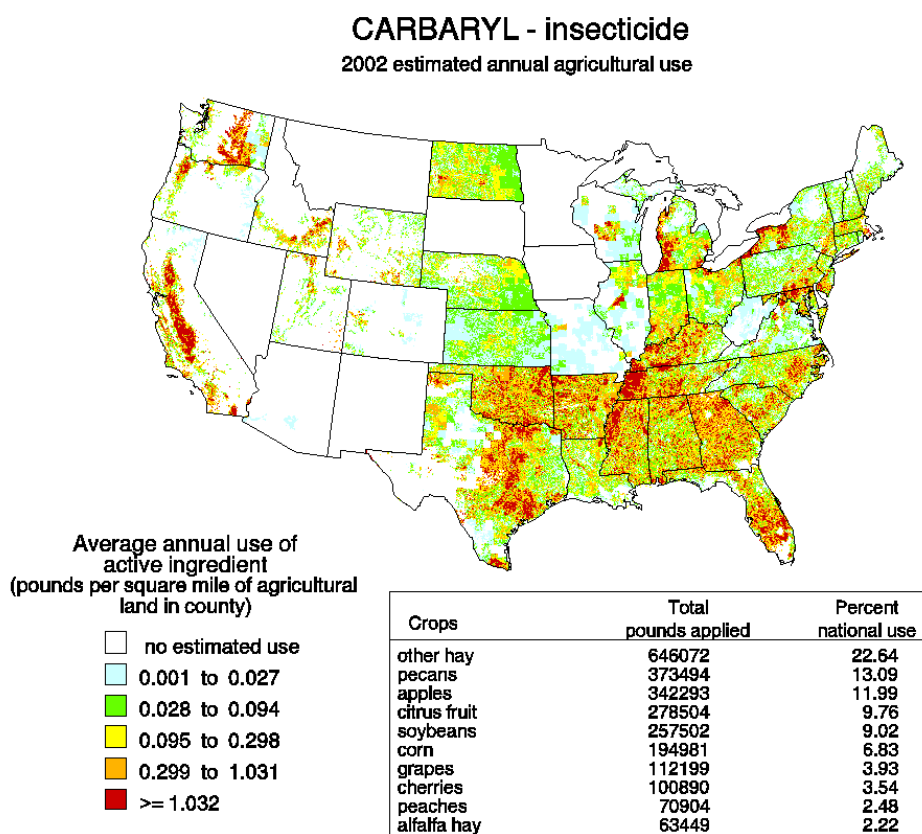 CARBARYL - insecticide
2002 estimated annual agricultural use
Average annual use of
active ingredient
(pounds per square mile of agricultural
land in county)
no estimated use
0.001 to 0.027
0.028 to 0.094
0.095 to 0.298
0.299 to 1.031
>= 1.032
Crops Total pounds applied Percent national use
other hay 646072 22.64
pecans 373494 13.09
apples 342293 11.99
citrus fruit 278504 9.76
soybeans 257502 9.02
corn 194981 6.83
grapes 112199 3.93
cherries 100890 3.54
peaches 70904 2.48
alfalfa hay 63449 2.22